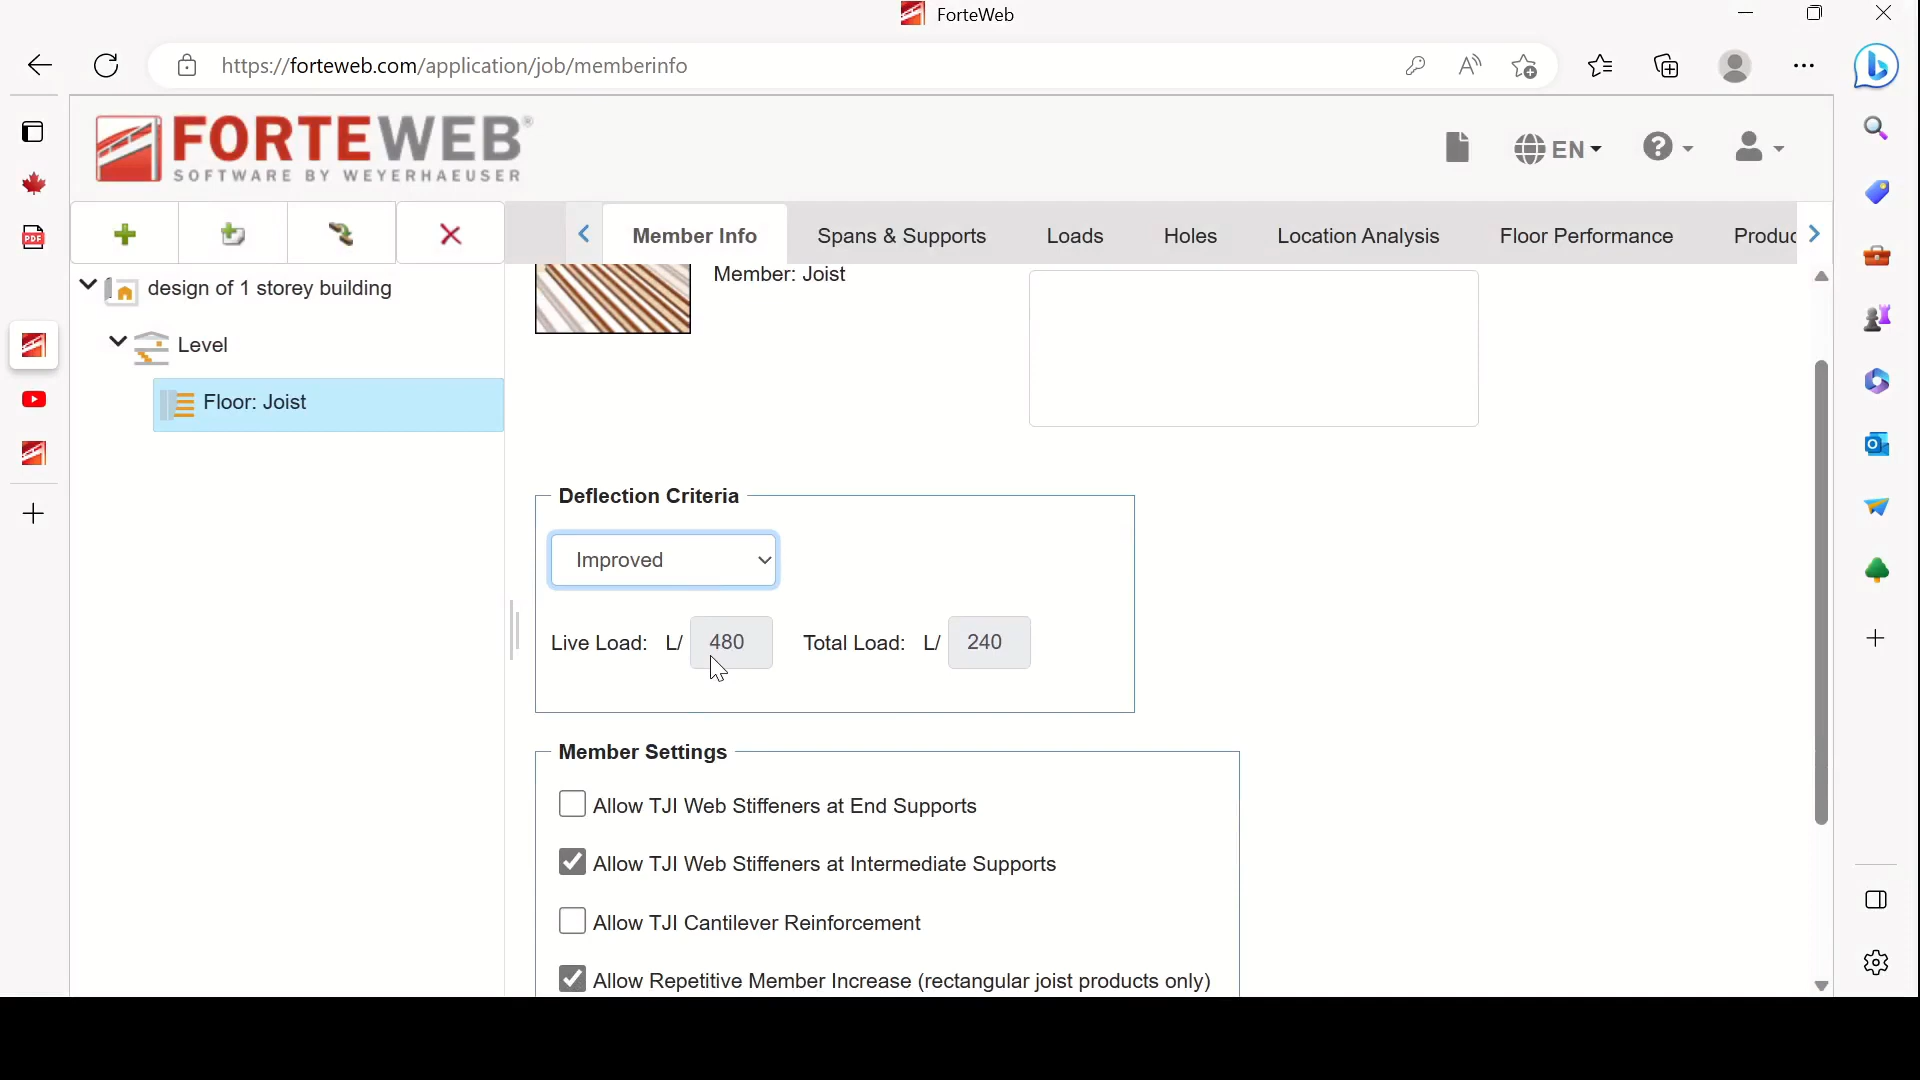 ForteWeb
https://forteweb.com/application/job/memberinfo
FORTEWEB®
SOFTWARE BY WEYERHAEUSER
EN
PDF
Member Info
Spans & Supports
Loads
Holes
Location Analysis
Floor Performance
Produc
design of 1 storey building
Level
Floor: Joist
Member: Joist
Deflection Criteria
Improved
Live Load: L/ 480 Total Load: L/ 240
Member Settings
Allow TJI Web Stiffeners at End Supports
Allow TJI Web Stiffeners at Intermediate Supports
Allow TJI Cantilever Reinforcement
Allow Repetitive Member Increase (rectangular joist products only)